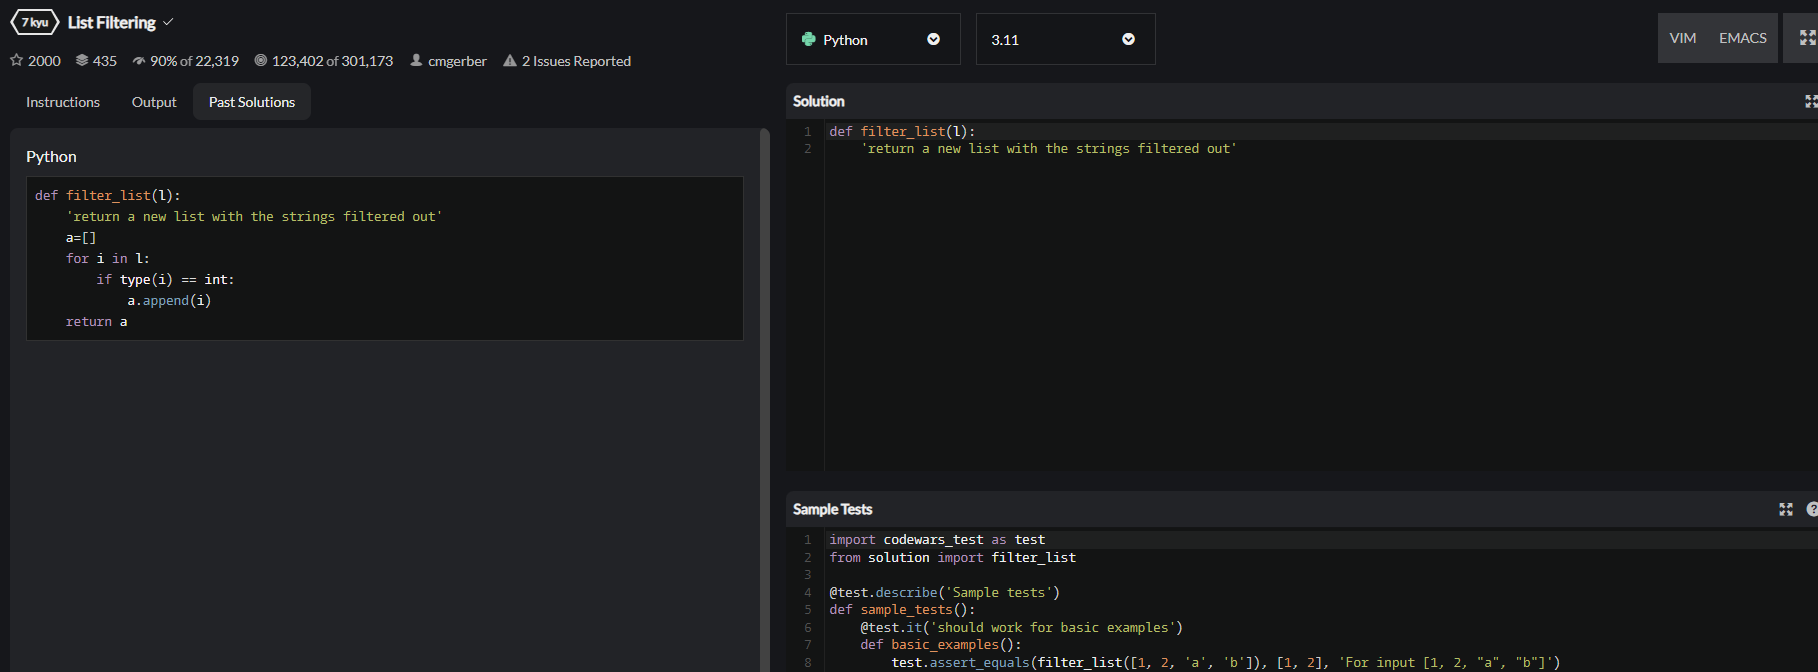 7 kyu List Filtering
2000 435 90% of 22,319 123,402 of 301,173 cmgerber 2 Issues Reported
Instructions Output Past Solutions
Python
def filter_list(l):
    'return a new list with the strings filtered out'
    a=[]
    for i in l:
        if type(i) == int:
            a.append(i)
    return a
Python 3.11 VIM EMACS
Solution
1 def filter_list(l):
2     'return a new list with the strings filtered out'
Sample Tests
1 import codewars_test as test
2 from solution import filter_list
3
4 @test.describe('Sample tests')
5 def sample_tests():
6     @test.it('should work for basic examples')
7     def basic_examples():
8         test.assert_equals(filter_list([1, 2, 'a', 'b']), [1, 2], 'For input [1, 2, "a", "b"]')